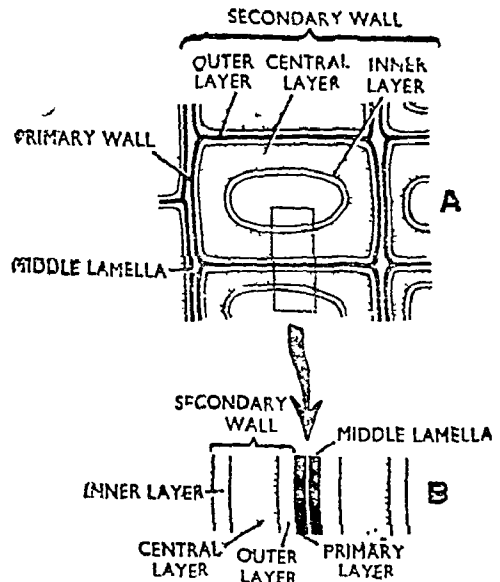 SECONDARY WALL
OUTER LAYER
CENTRAL LAYER
INNER LAYER
PRIMARY WALL
A
MIDDLE LAMELLA
SECONDARY WALL
MIDDLE LAMELLA
INNER LAYER
B
CENTRAL LAYER
OUTER LAYER
PRIMARY LAYER